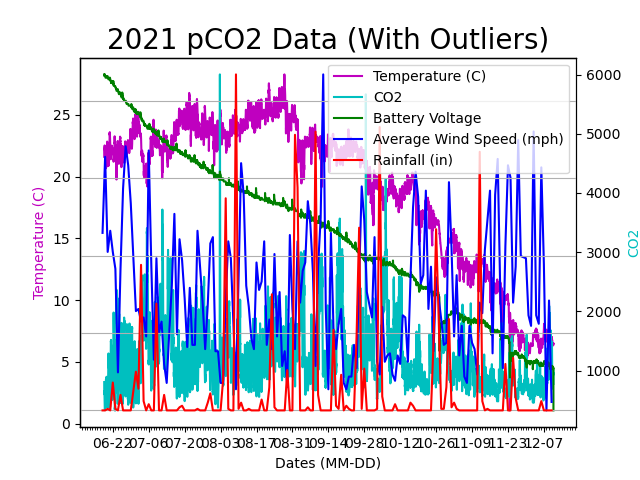 2021 pCO2 Data (With Outliers)
Temperature (C)
CO2
Battery Voltage
Average Wind Speed (mph)
Rainfall (in)
25
20
15
10
5
0
Temperature (C)
6000
5000
4000
3000
2000
1000
CO2
06-22 07-06 07-20 08-03 08-17 08-31 09-14 09-28 10-12 10-26 11-09 11-23 12-07
Dates (MM-DD)